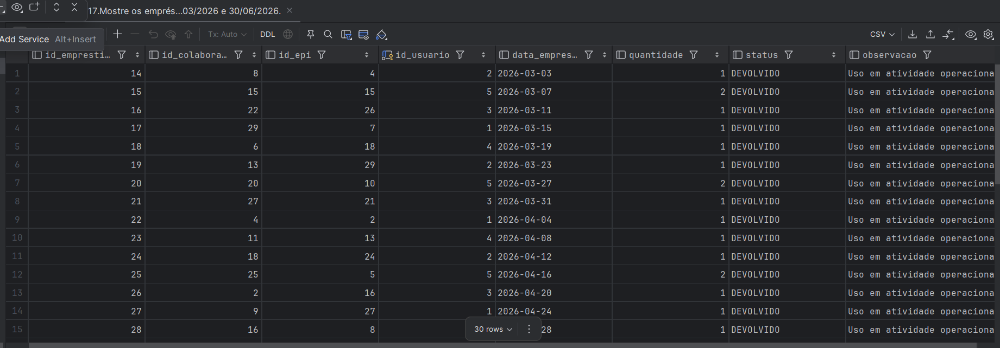 17.Mostre os emprés...03/2026 e 30/06/2026.
Add Service Alt+Insert
Tx: Auto DDL CSV
id_empresti... id_colabora... id_epi id_usuario data_empres... quantidade status observacao
1 14 8 4 2 2026-03-03 1 DEVOLVIDO Uso em atividade operaciona
2 15 15 15 5 2026-03-07 2 DEVOLVIDO Uso em atividade operaciona
3 16 22 26 3 2026-03-11 1 DEVOLVIDO Uso em atividade operaciona
4 17 29 7 1 2026-03-15 1 DEVOLVIDO Uso em atividade operaciona
5 18 6 18 4 2026-03-19 1 DEVOLVIDO Uso em atividade operaciona
6 19 13 29 2 2026-03-23 1 DEVOLVIDO Uso em atividade operaciona
7 20 20 10 5 2026-03-27 2 DEVOLVIDO Uso em atividade operaciona
8 21 27 21 3 2026-03-31 1 DEVOLVIDO Uso em atividade operaciona
9 22 4 2 1 2026-04-04 1 DEVOLVIDO Uso em atividade operaciona
10 23 11 13 4 2026-04-08 1 DEVOLVIDO Uso em atividade operaciona
11 24 18 24 2 2026-04-12 1 DEVOLVIDO Uso em atividade operaciona
12 25 25 5 5 2026-04-16 2 DEVOLVIDO Uso em atividade operaciona
13 26 2 16 3 2026-04-20 1 DEVOLVIDO Uso em atividade operaciona
14 27 9 27 1 2026-04-24 1 DEVOLVIDO Uso em atividade operaciona
15 28 16 8 28 1 DEVOLVIDO Uso em atividade operaciona
30 rows